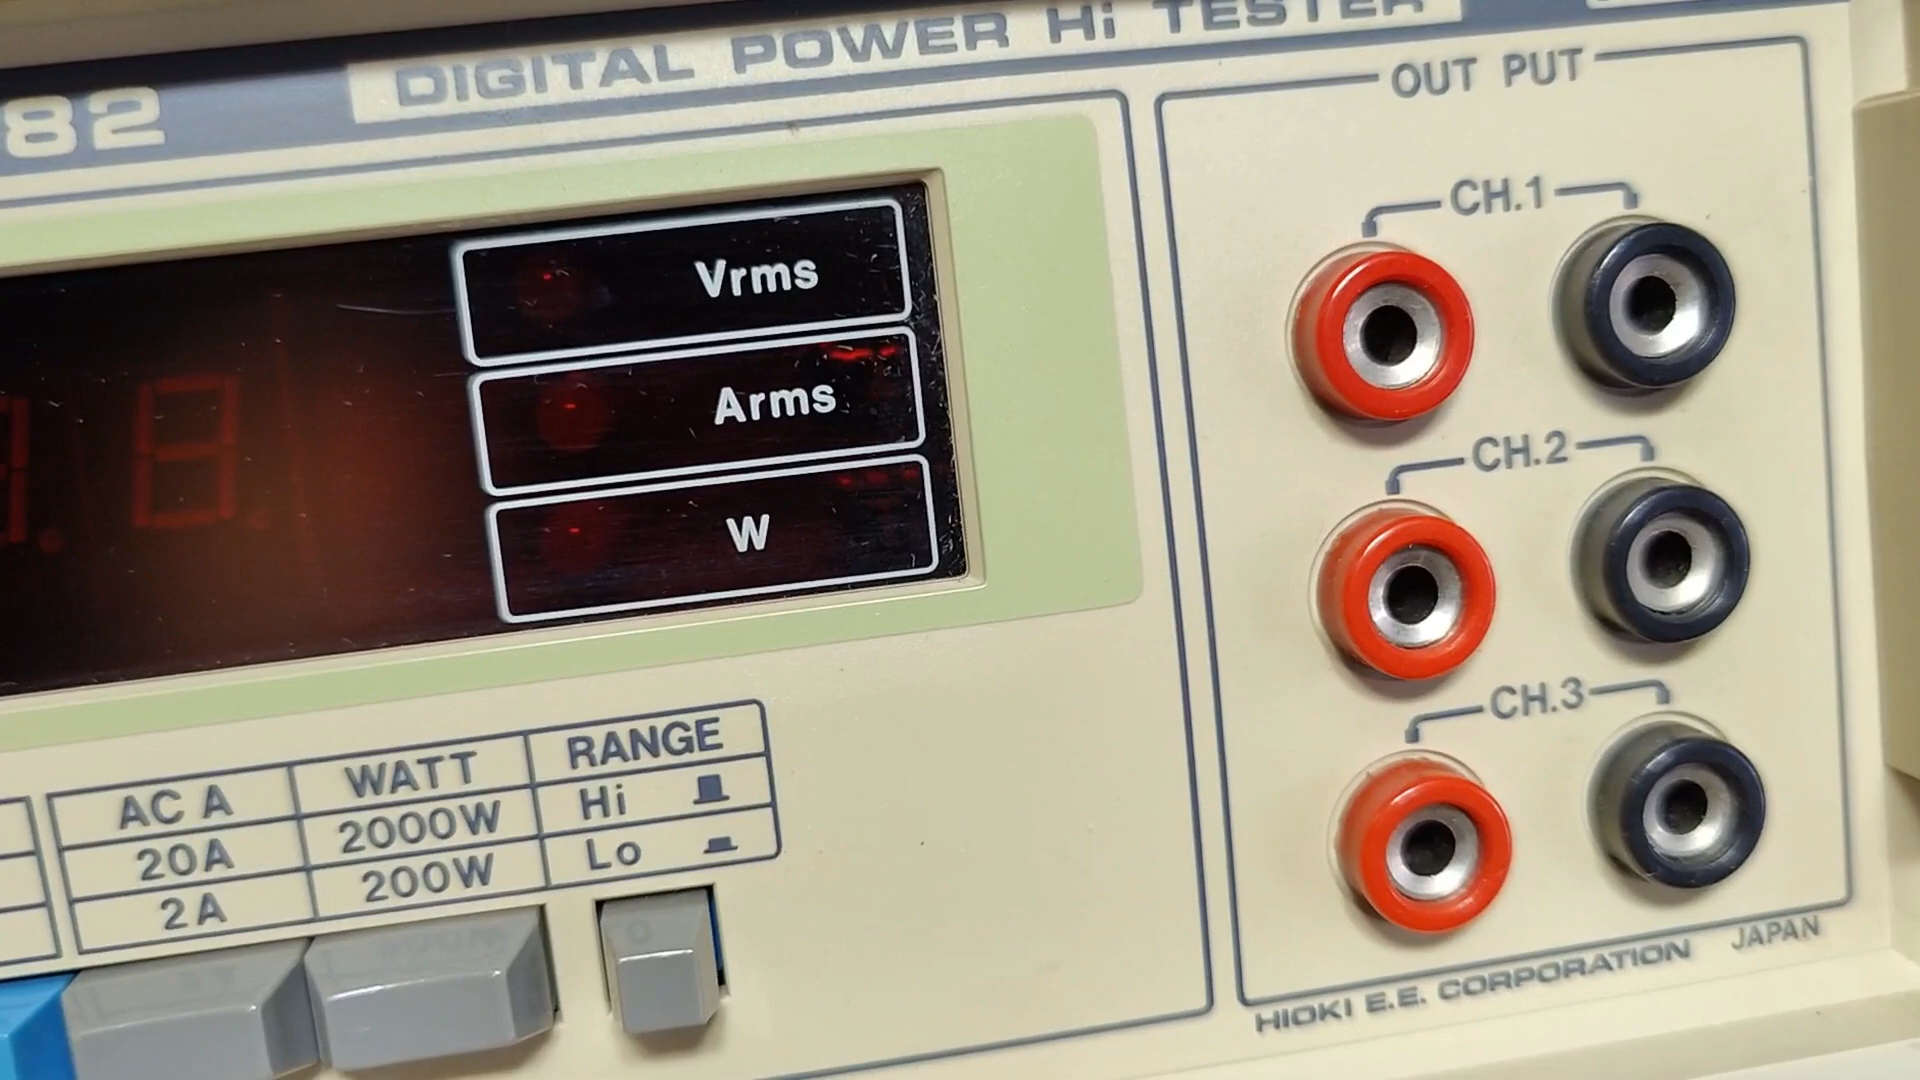 82
DIGITAL POWER Hi TESTER
OUT PUT
CH.1
Vrms
Arms
W
CH.2
CH.3
AC A WATT RANGE
20A 2000W Hi
2A 200W Lo
HIOKI E.E. CORPORATION JAPAN